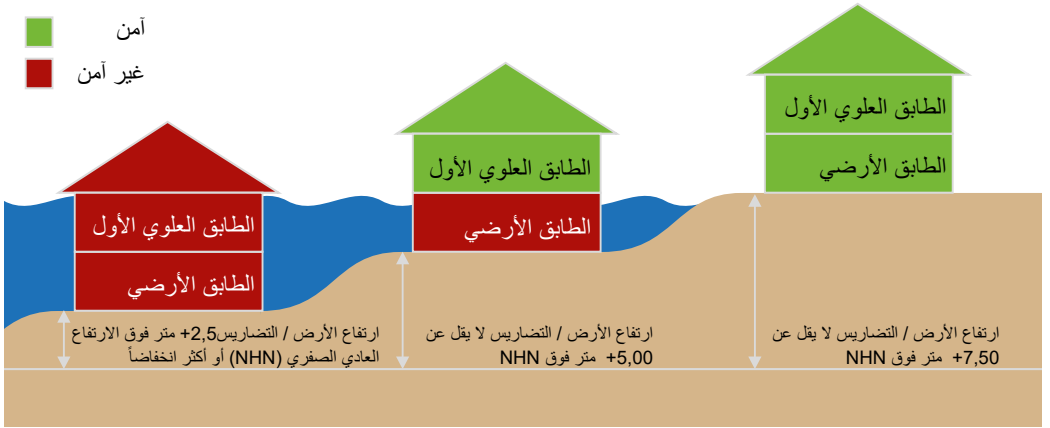 آمن
غير آمن
الطابق العلوي الأول
الطابق الأرضي
الطابق العلوي الأول
الطابق الأرضي
الطابق العلوي الأول
الطابق الأرضي
ارتفاع الأرض / التضاريس لا يقل عن
+7,50 متر فوق NHN
ارتفاع الأرض / التضاريس لا يقل عن
+5,00 متر فوق NHN
ارتفاع الأرض / التضاريس2,5+ متر فوق الارتفاع
العادي الصفري (NHN) أو أكثر انخفاضاً